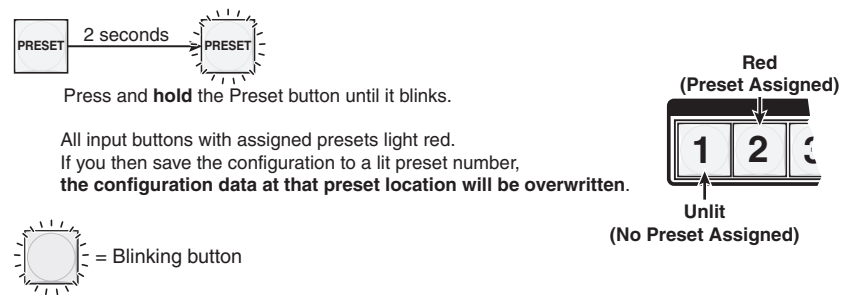 PRESET
2 seconds
PRESET
Press and hold the Preset button until it blinks.
All input buttons with assigned presets light red.
If you then save the configuration to a lit preset number,
the configuration data at that preset location will be overwritten.
= Blinking button
Red
(Preset Assigned)
1 2
Unlit
(No Preset Assigned)